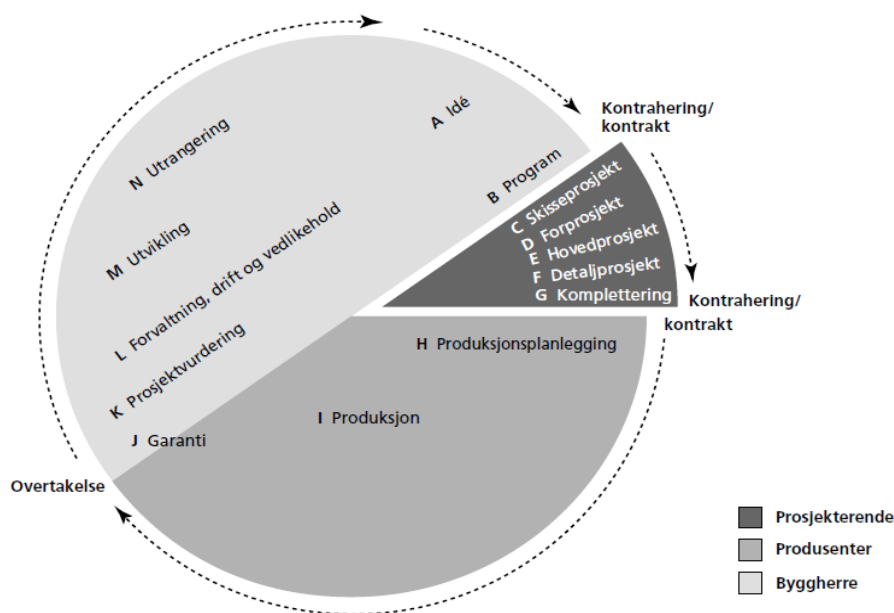 A Idé
B Program
Kontrahering/
kontrakt
C Skisseprosjekt
D Forprosjekt
E Hovedprosjekt
F Detaljprosjekt
G Komplettering
Kontrahering/
kontrakt
H Produksjonsplanlegging
I Produksjon
J Garanti
Overtakelse
K Prosjektvurdering
L Forvaltning, drift og vedlikehold
M Utvikling
N Utrangering
Prosjekterende
Produsenter
Byggherre